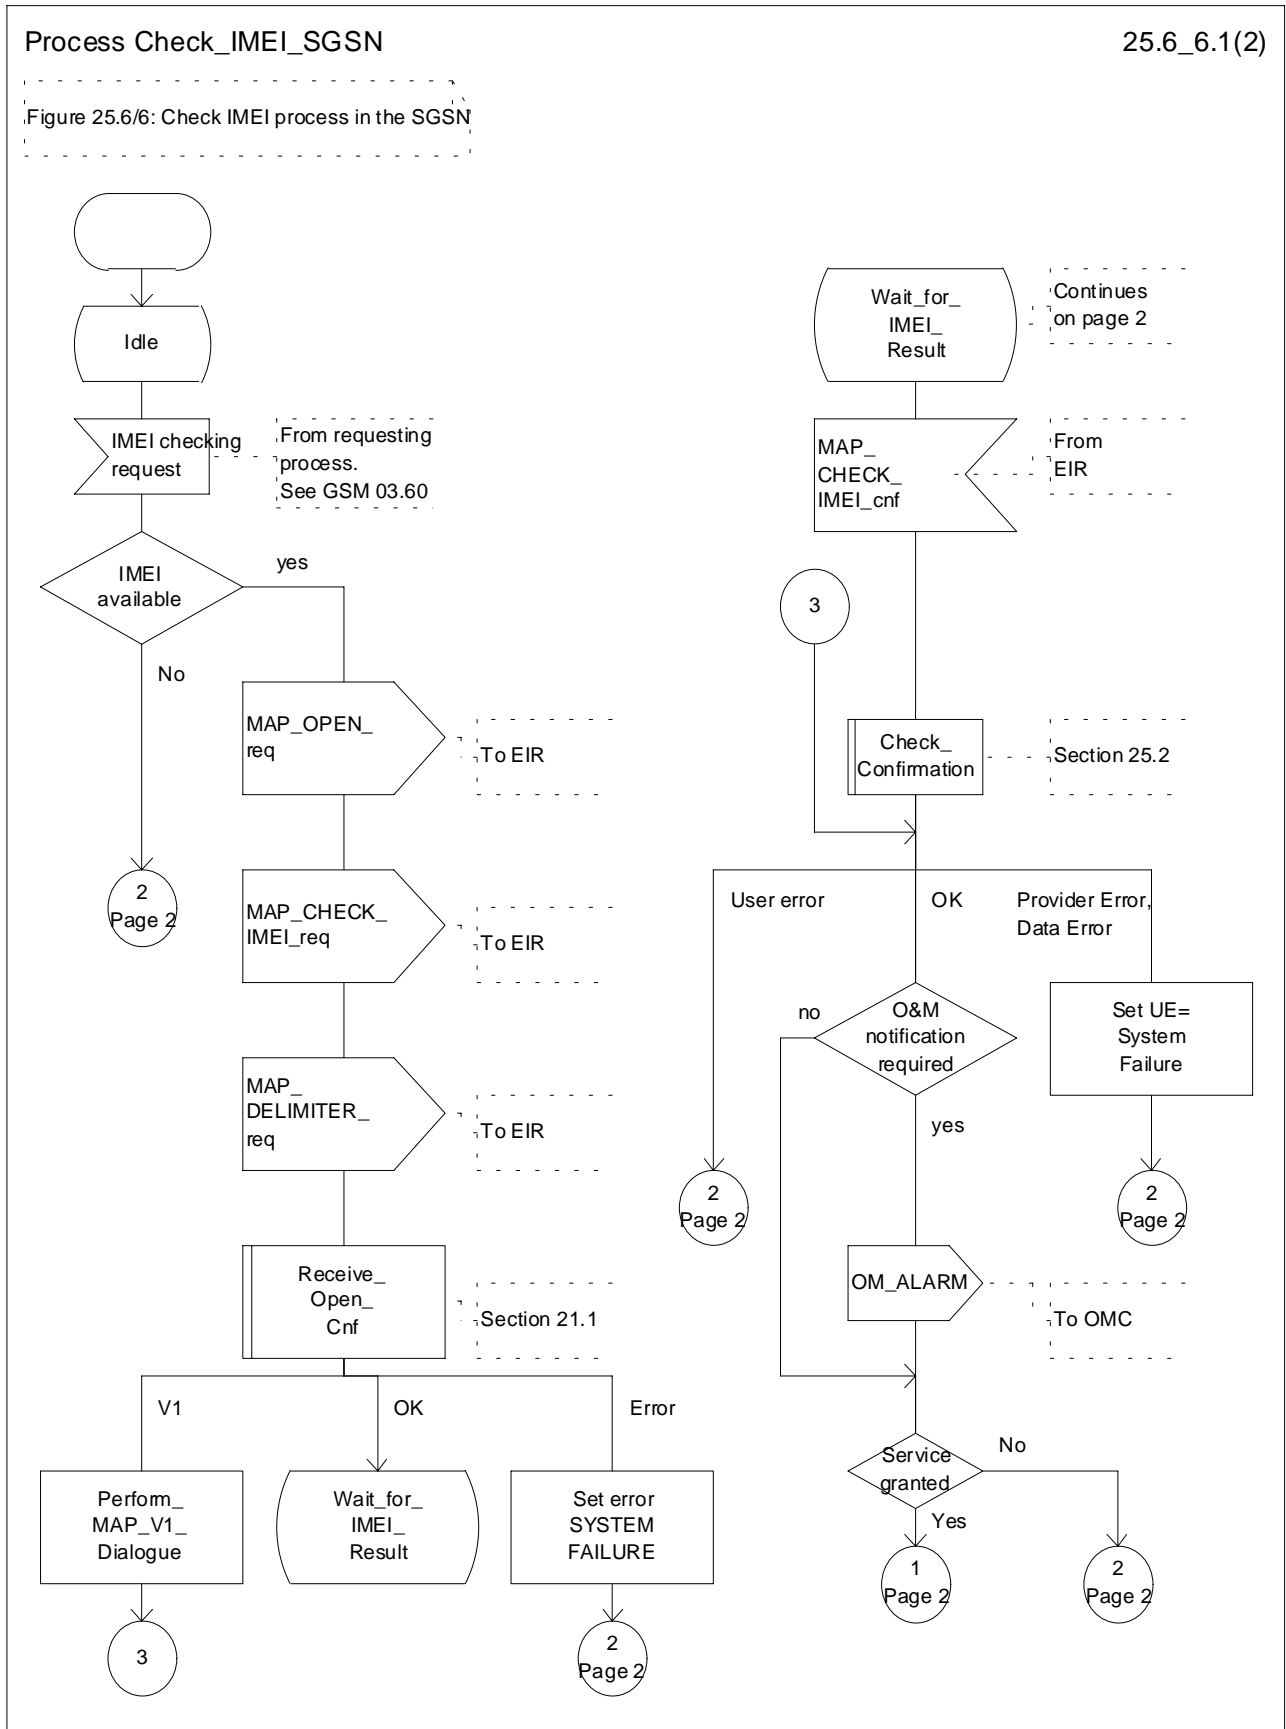 Process Check_IMEI_SGSN
25.6_6.1(2)
Figure 25.6/6: Check IMEI process in the SGSN
Idle
IMEI checking
request
From requesting
process.
See GSM 03.60
IMEI
available
yes
No
2
Page 2
MAP_OPEN_
req
To EIR
MAP_CHECK_
IMEI_req
To EIR
MAP_
DELIMITER_
req
To EIR
Receive_
Open_
Cnf
Section 21.1
V1
OK
Error
Perform_
MAP_V1_
Dialogue
Wait_for_
IMEI_
Result
Set error
SYSTEM
FAILURE
3
2
Page 2
Wait_for_
IMEI_
Result
Continues
on page 2
MAP_
CHECK_
IMEI_cnf
From
EIR
3
Check_
Confirmation
Section 25.2
User error
OK
Provider Error,
Data Error
no
O&M
notification
required
Set UE=
System
Failure
yes
2
Page 2
2
Page 2
OM_ALARM
To OMC
Service
granted
No
Yes
1
Page 2
2
Page 2